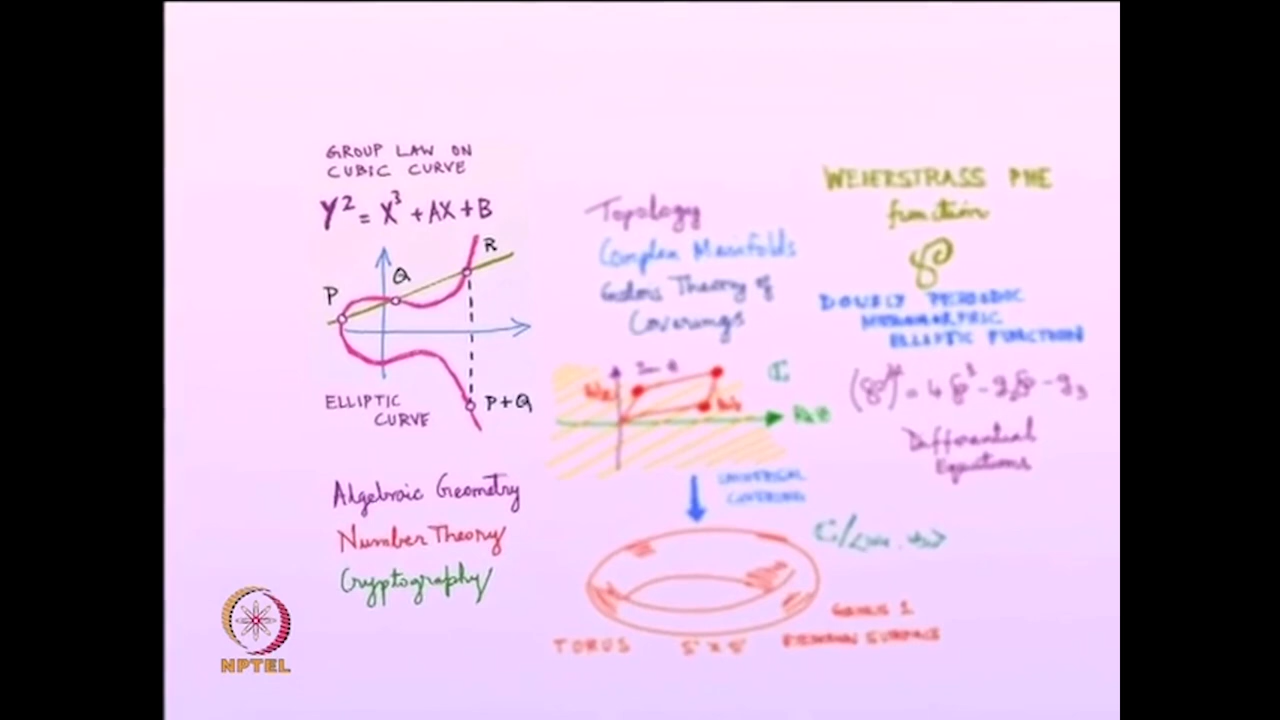 GROUP LAW ON
CUBIC CURVE
Y² = X³ + AX + B
R
Q
P
P+Q
ELLIPTIC
CURVE
Algebraic Geometry
Number Theory
Cryptography
Topology
Complex Manifolds
Galois Theory of
Coverings
ℂ
UNIVERSAL
COVERING
TORUS S¹ x S¹
GENUS 1
RIEMANN SURFACE
WEIERSTRASS PHE
function
℘
DOUBLY PERIODIC
MEROMORPHIC
ELLIPTIC FUNCTION
Differential
Equations
NPTEL